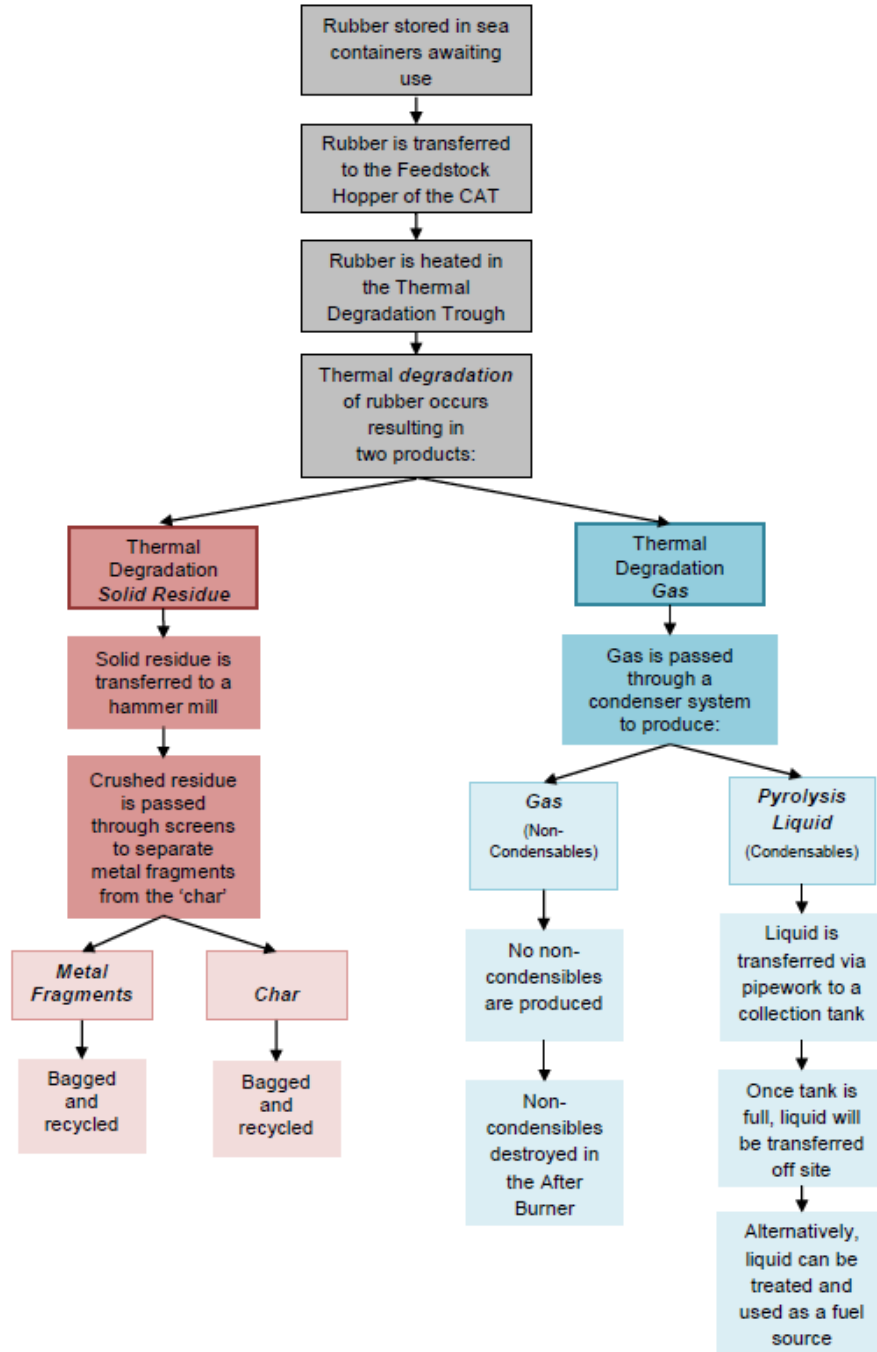 Rubber stored in sea
containers awaiting
use
Rubber is transferred
to the Feedstock
Hopper of the CAT
Rubber is heated in
the Thermal
Degradation Trough
Thermal degradation
of rubber occurs
resulting in
two products:
Thermal
Degradation
Solid Residue
Solid residue is
transferred to a
hammer mill
Crushed residue
is passed
through screens
to separate
metal fragments
from the ‘char’
Metal
Fragments
Bagged
and
recycled
Char
Bagged
and
recycled
Thermal
Degradation
Gas
Gas is passed
through a
condenser system
to produce:
Gas
(Non-
Condensables)
No non-
condensibles
are produced
Non-
condensibles
destroyed in
the After
Burner
Pyrolysis
Liquid
(Condensables)
Liquid is
transferred via
pipework to a
collection tank
Once tank is
full, liquid will
be transferred
off site
Alternatively,
liquid can be
treated and
used as a fuel
source